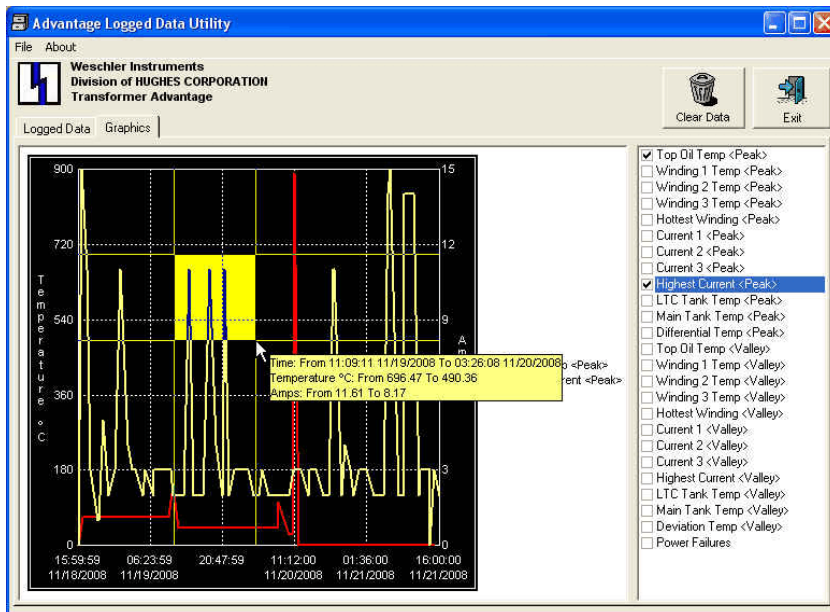 Advantage Logged Data Utility
File About
Weschler Instruments
Division of HUGHES CORPORATION
Transformer Advantage
Clear Data
Exit
Logged Data
Graphics
900
720
540
360
180
0
Temperature °C
15
12
9
3
0
Am
Time: From 11:09:11 11/19/2008 To 03:26:08 11/20/2008
Temperature °C: From 696.47 To 490.36
Amps: From 11.61 To 8.17
<Peak>
rent <Peak>
15:59:59 06:23:59 20:47:59 11:12:00 01:36:00 16:00:00
11/18/2008 11/19/2008 11/20/2008 11/21/2008 11/21/2008
Top Oil Temp <Peak>
Winding 1 Temp <Peak>
Winding 2 Temp <Peak>
Winding 3 Temp <Peak>
Hottest Winding <Peak>
Current 1 <Peak>
Current 2 <Peak>
Current 3 <Peak>
Highest Current <Peak>
LTC Tank Temp <Peak>
Main Tank Temp <Peak>
Differential Temp <Peak>
Top Oil Temp <Valley>
Winding 1 Temp <Valley>
Winding 2 Temp <Valley>
Winding 3 Temp <Valley>
Hottest Winding <Valley>
Current 1 <Valley>
Current 2 <Valley>
Current 3 <Valley>
Highest Current <Valley>
LTC Tank Temp <Valley>
Main Tank Temp <Valley>
Deviation Temp <Valley>
Power Failures